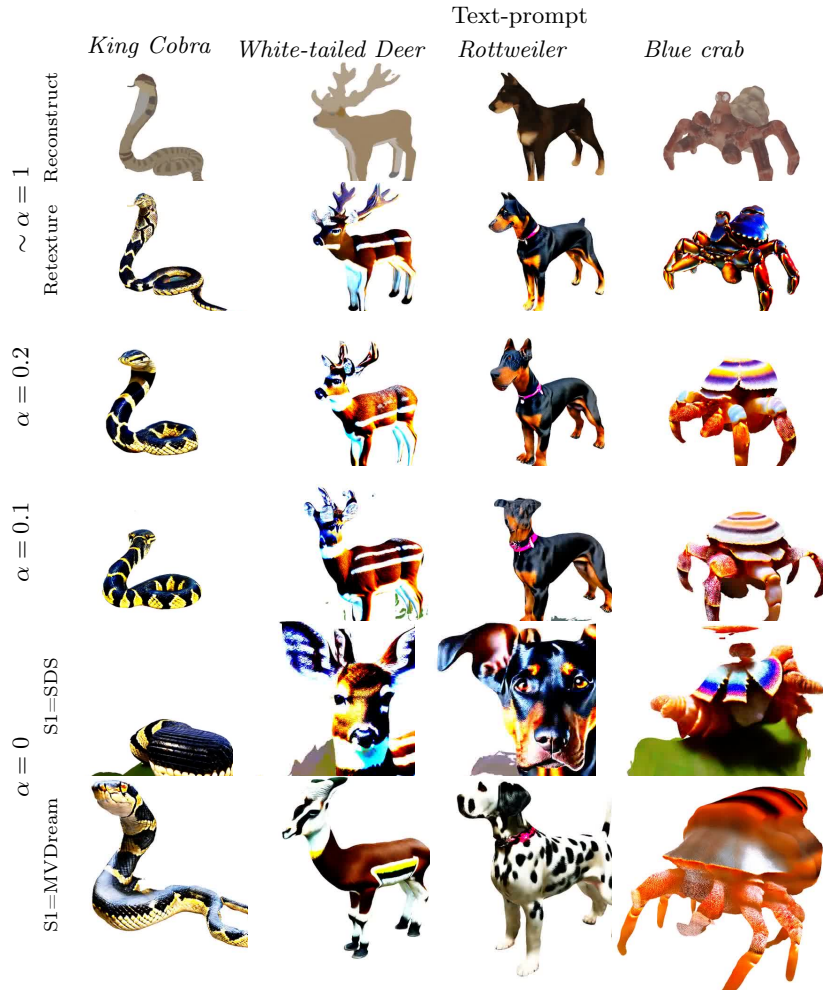 Text-prompt
King Cobra White-tailed Deer Rottweiler Blue crab
∼ α = 1
Reconstruct
Retexture
α = 0.2
α = 0.1
α = 0
S1=SDS
S1=MVDream